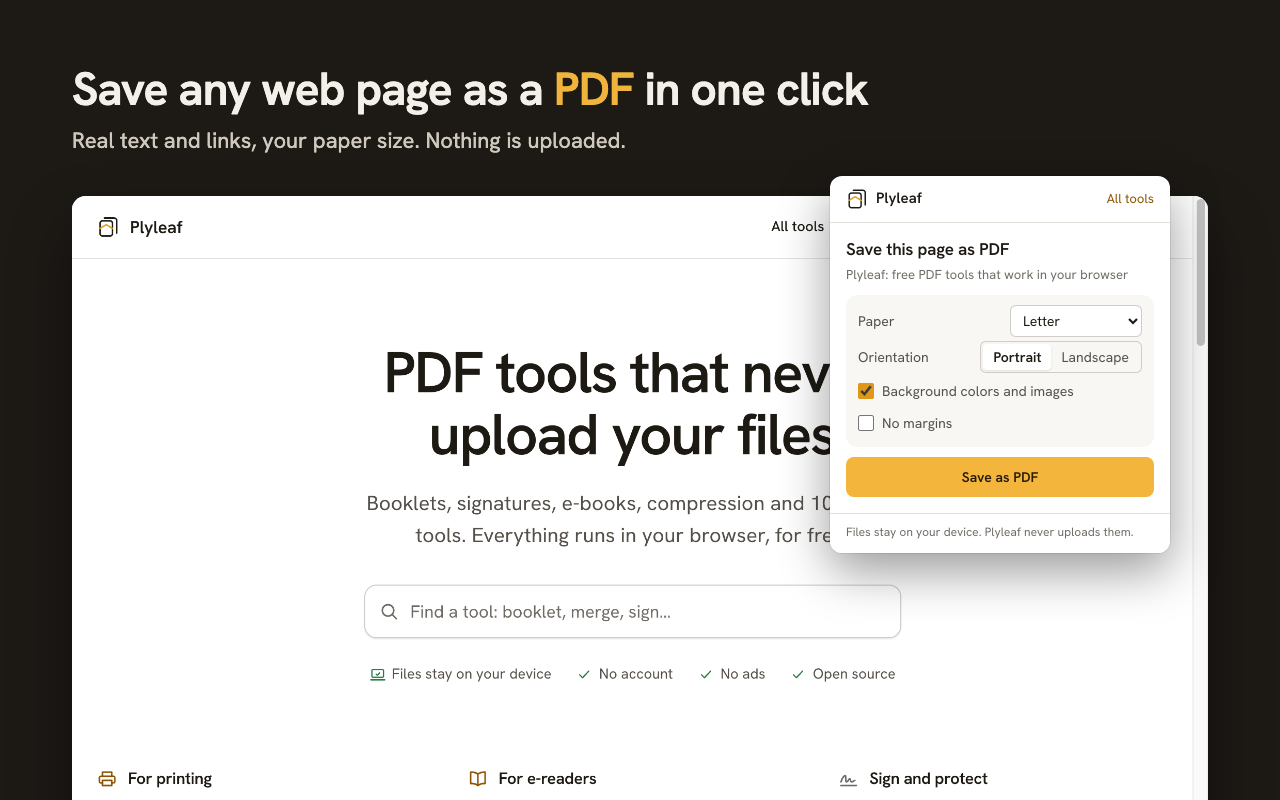 Save any web page as a PDF in one click
Real text and links, your paper size. Nothing is uploaded.
Plyleaf
All tools
PDF tools that nev
upload your files
Booklets, signatures, e-books, compression and 10
tools. Everything runs in your browser, for fre
Find a tool: booklet, merge, sign...
Files stay on your device
No account
No ads
Open source
For printing
For e-readers
Sign and protect
Plyleaf
All tools
Save this page as PDF
Plyleaf: free PDF tools that work in your browser
Paper
Letter
Orientation
Portrait
Landscape
Background colors and images
No margins
Save as PDF
Files stay on your device. Plyleaf never uploads them.